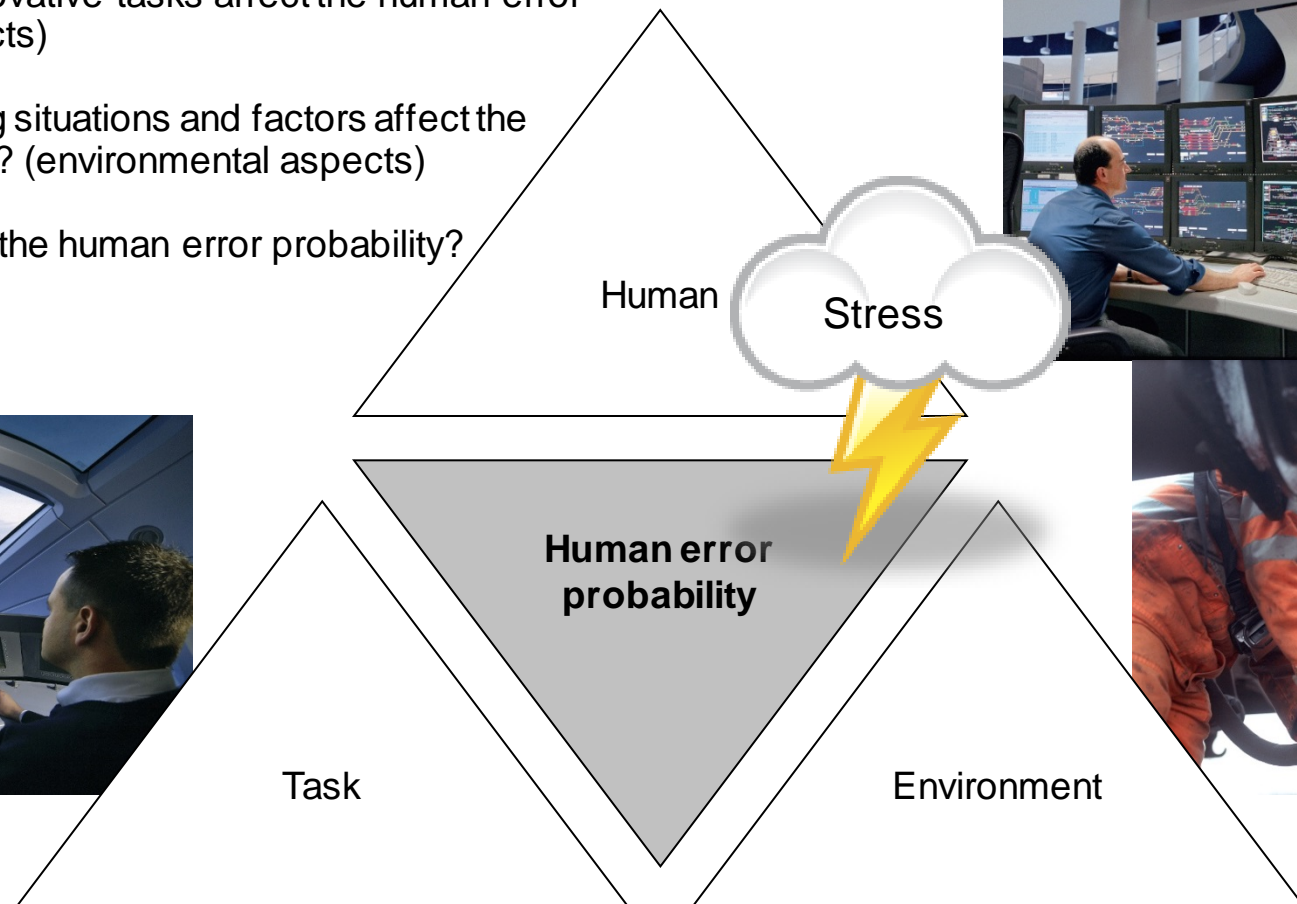 ovative tasks affect the human error
cts)
g situations and factors affect the
? (environmental aspects)
the human error probability?
Human
Stress
Human error
probability
Task
Environment